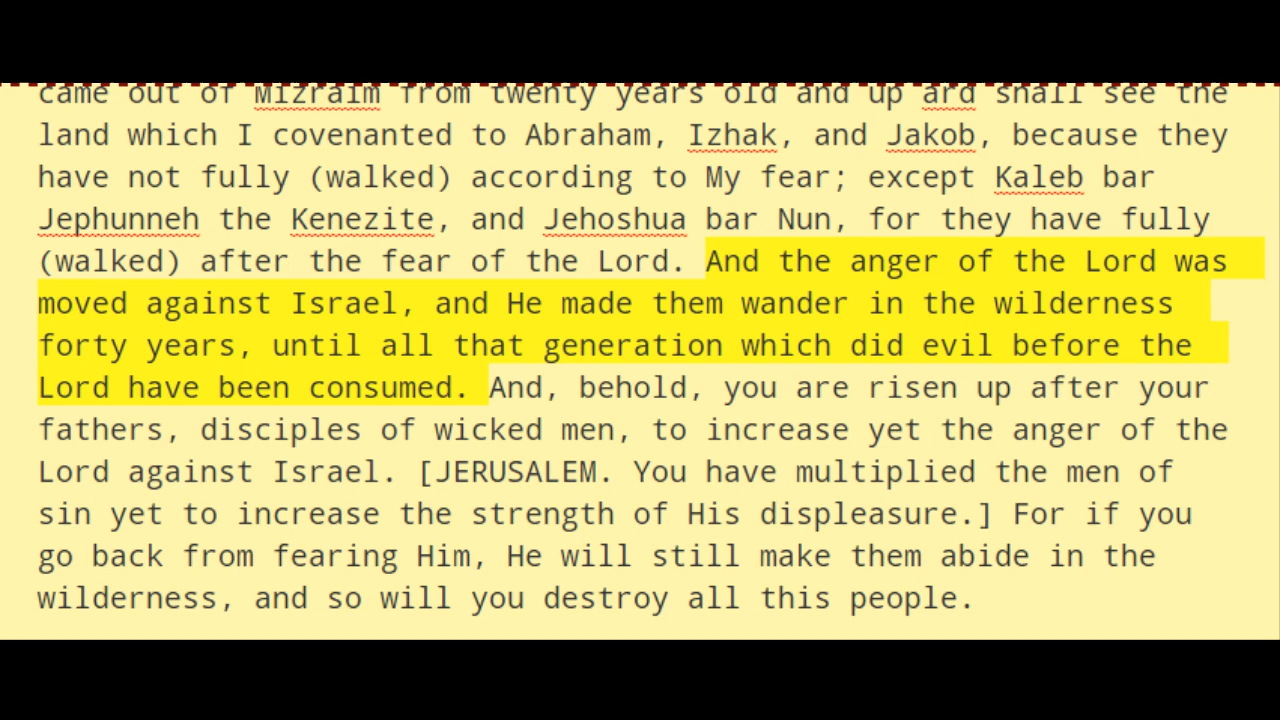 came out of Mizraim from twenty years old and up ard shall see the
land which I covenanted to Abraham, Izhak, and Jakob, because they
have not fully (walked) according to My fear; except Kaleb bar
Jephunneh the Kenezite, and Jehoshua bar Nun, for they have fully
(walked) after the fear of the Lord. And the anger of the Lord was
moved against Israel, and He made them wander in the wilderness
forty years, until all that generation which did evil before the
Lord have been consumed. And, behold, you are risen up after your
fathers, disciples of wicked men, to increase yet the anger of the
Lord against Israel. [JERUSALEM. You have multiplied the men of
sin yet to increase the strength of His displeasure.] For if you
go back from fearing Him, He will still make them abide in the
wilderness, and so will you destroy all this people.